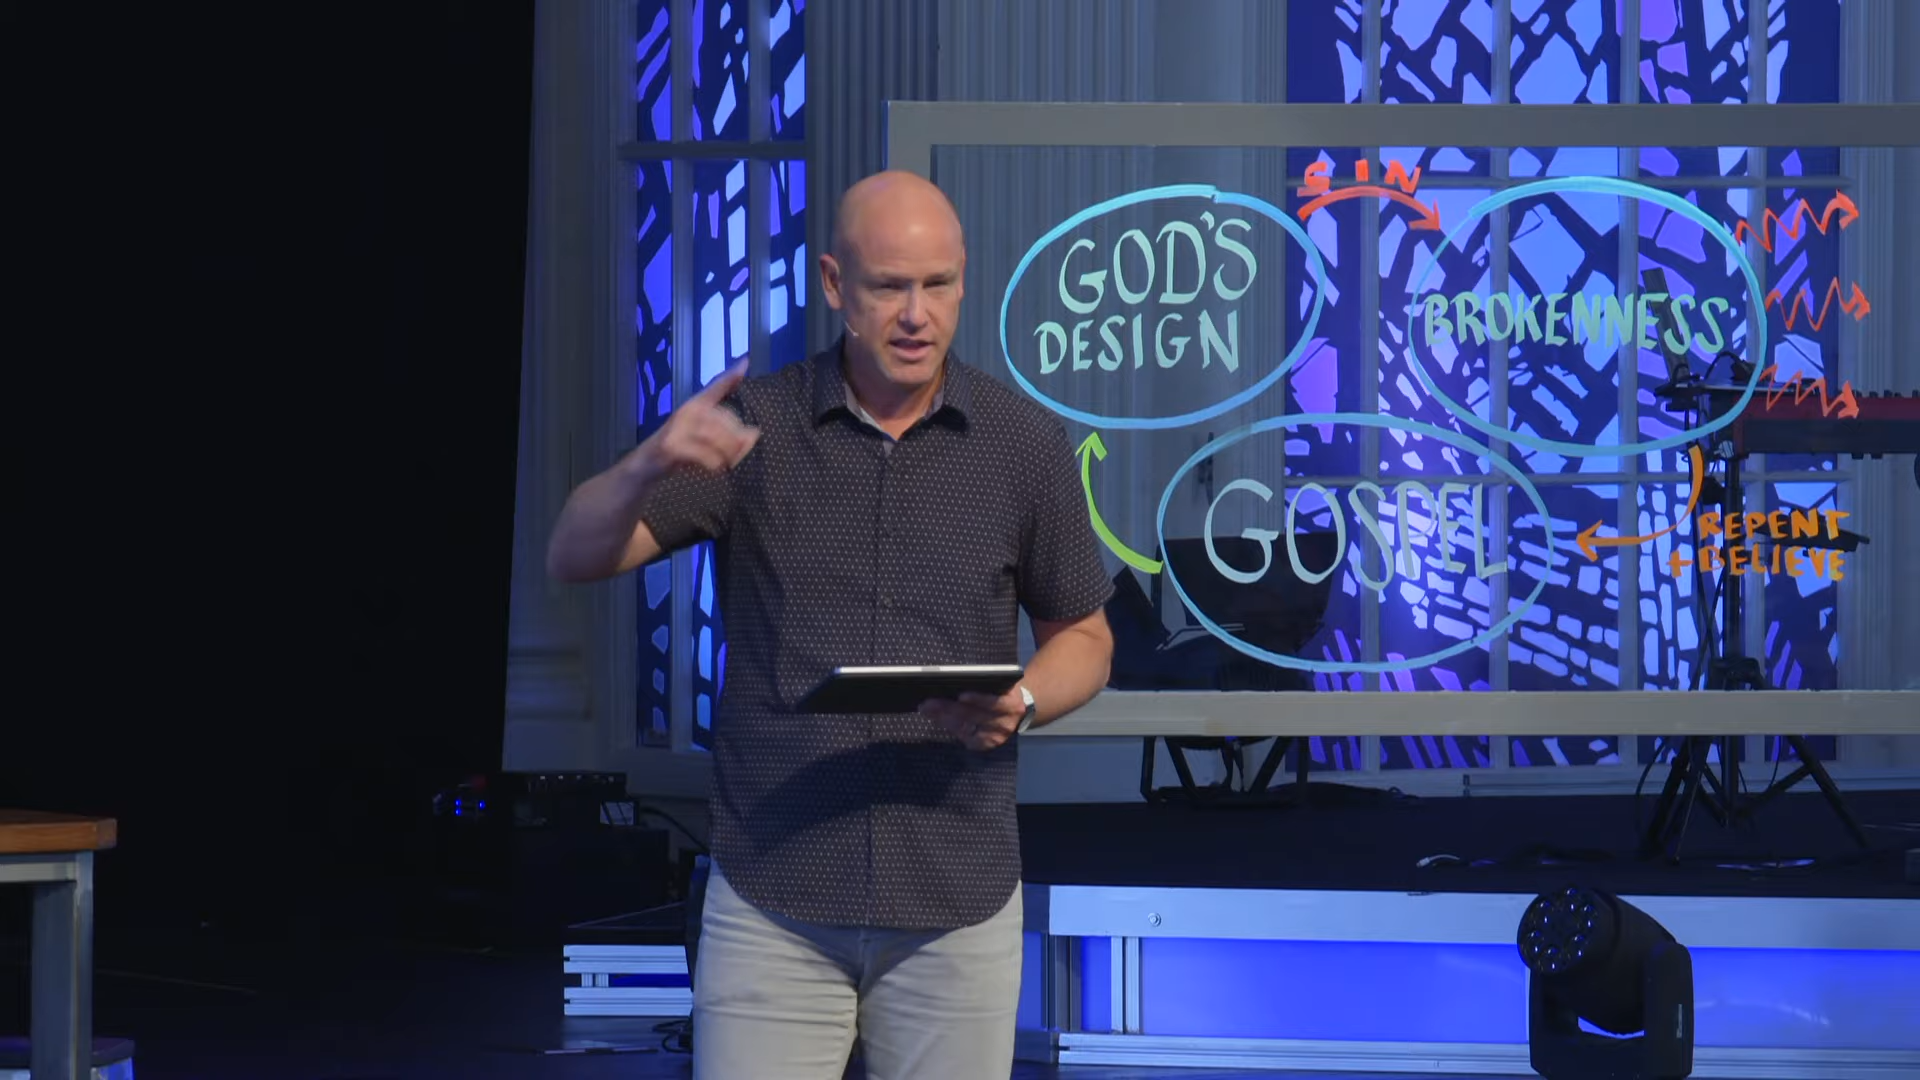 SIN
GOD'S
DESIGN
BROKENNESS
GOSPEL
REPENT
+ BELIEVE